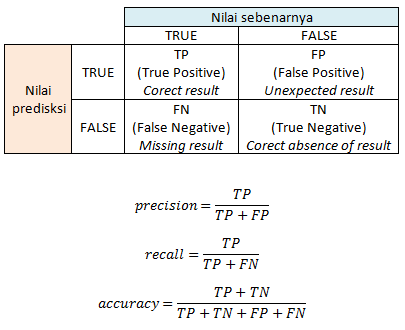 Nilai sebenarnya
TRUE FALSE
Nilai predisksi
TRUE
TP
(True Positive)
Corect result
FP
(False Positive)
Unexpected result
FALSE
FN
(False Negative)
Missing result
TN
(True Negative)
Corect absence of result
precision = TP / TP + FP
recall = TP / TP + FN
accuracy = TP + TN / TP + TN + FP + FN